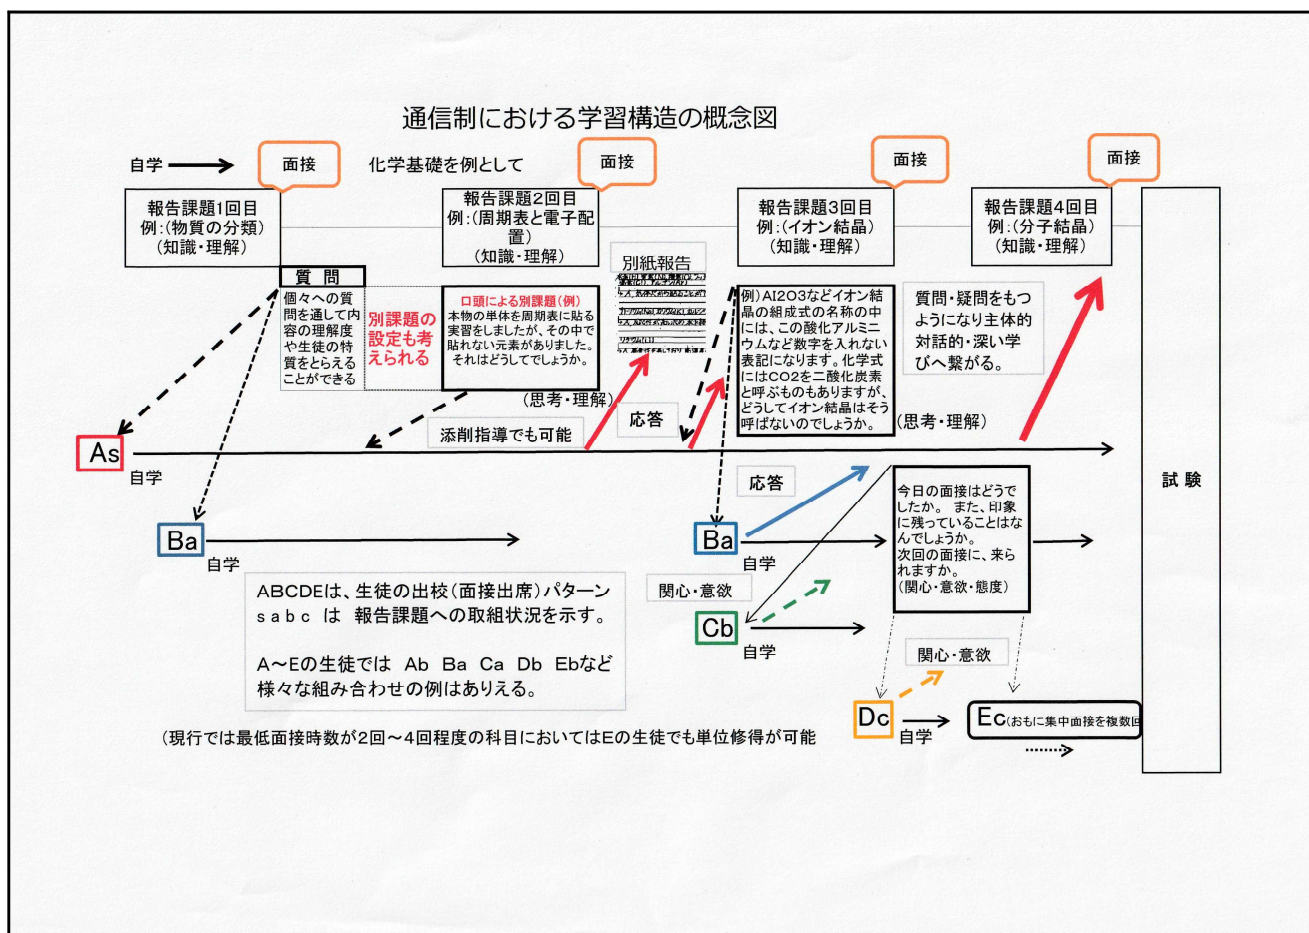 通信制における学習構造の概念図
自学
化学基礎を例として
面接
面接
面接
面接
報告課題1回目
例:(物質の分類)
(知識・理解)
報告課題2回目
例:(周期表と電子配
置)
(知識・理解)
報告課題3回目
例:(イオン結晶)
(知識・理解)
報告課題4回目
例:(分子結晶)
(知識・理解)
質 問
個々への質
問を通して内
容の理解度
や生徒の特
質をとらえる
ことができる
別課題の
設定も考
えられる
口頭による別課題(例)
本物の単体を周期表に貼る
実習をしましたが、その中で
貼れない元素がありました。
それはどうしてでしょうか。
(思考・理解)
別紙報告
添削指導でも可能
応答
例)Al2O3などイオン結
晶の組成式の名称の中
には、この酸化アルミニ
ウムなど数字を入れない
表記になります。化学式
にはCO2を二酸化炭素
と呼ぶものもありますが、
どうしてイオン結晶はそう
呼ばないのでしょうか。
(思考・理解)
質問・疑問をもつ
ようになり主体的
対話的・深い学
びへ繋がる。
As
自学
試 験
Ba
自学
応答
Ba
自学
今日の面接はどうで
したか。 また、印象
に残っていることはな
んでしょうか。
次回の面接に、来ら
れますか。
(関心・意欲・態度)
関心・意欲
Cb
自学
ABCDEは、生徒の出校(面接出席)パターン
s a b c は 報告課題への取組状況を示す。
A～Eの生徒では Ab Ba Ca Db Ebなど
様々な組み合わせの例はありえる。
関心・意欲
Dc
自学
Ec(おもに集中面接を複数回
(現行では最低面接時数が2回～4回程度の科目においてはEの生徒でも単位修得が可能